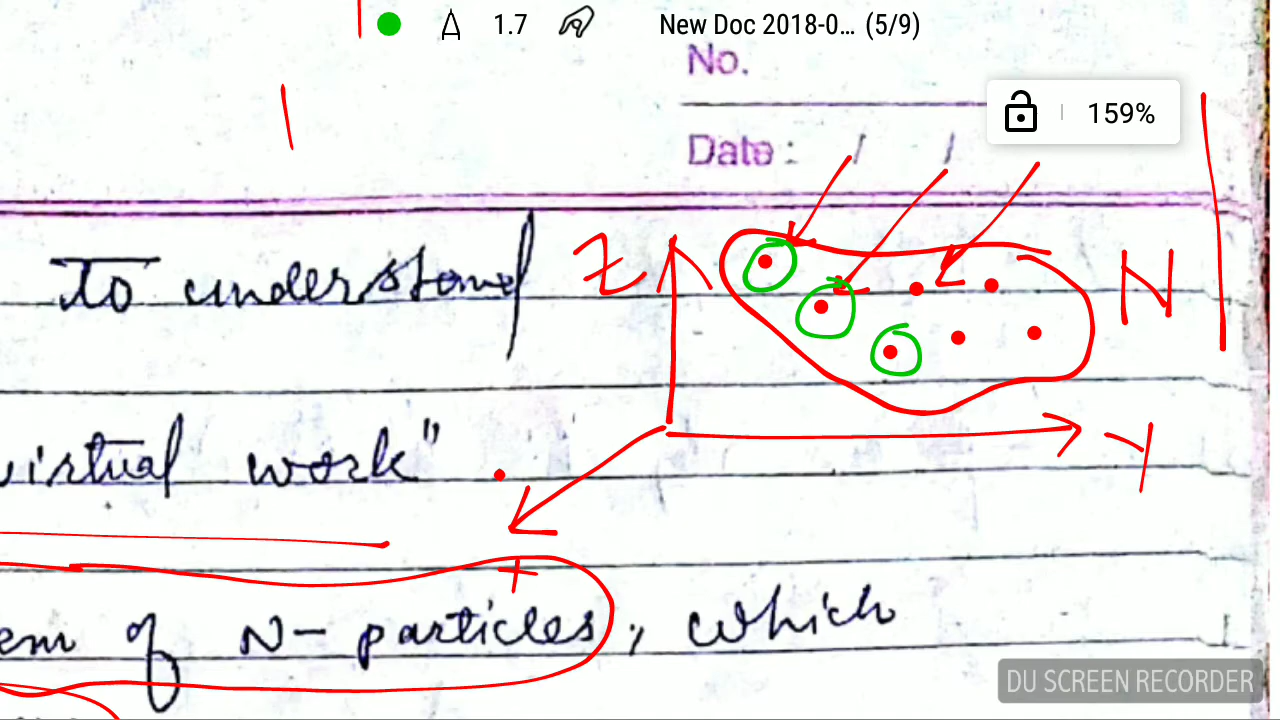 1.7 New Doc 2018-0... (5/9)
No.
159%
Date : / /
To understand
Z N
virtual work"
Y
em of N- particles, which
DU SCREEN RECORDER